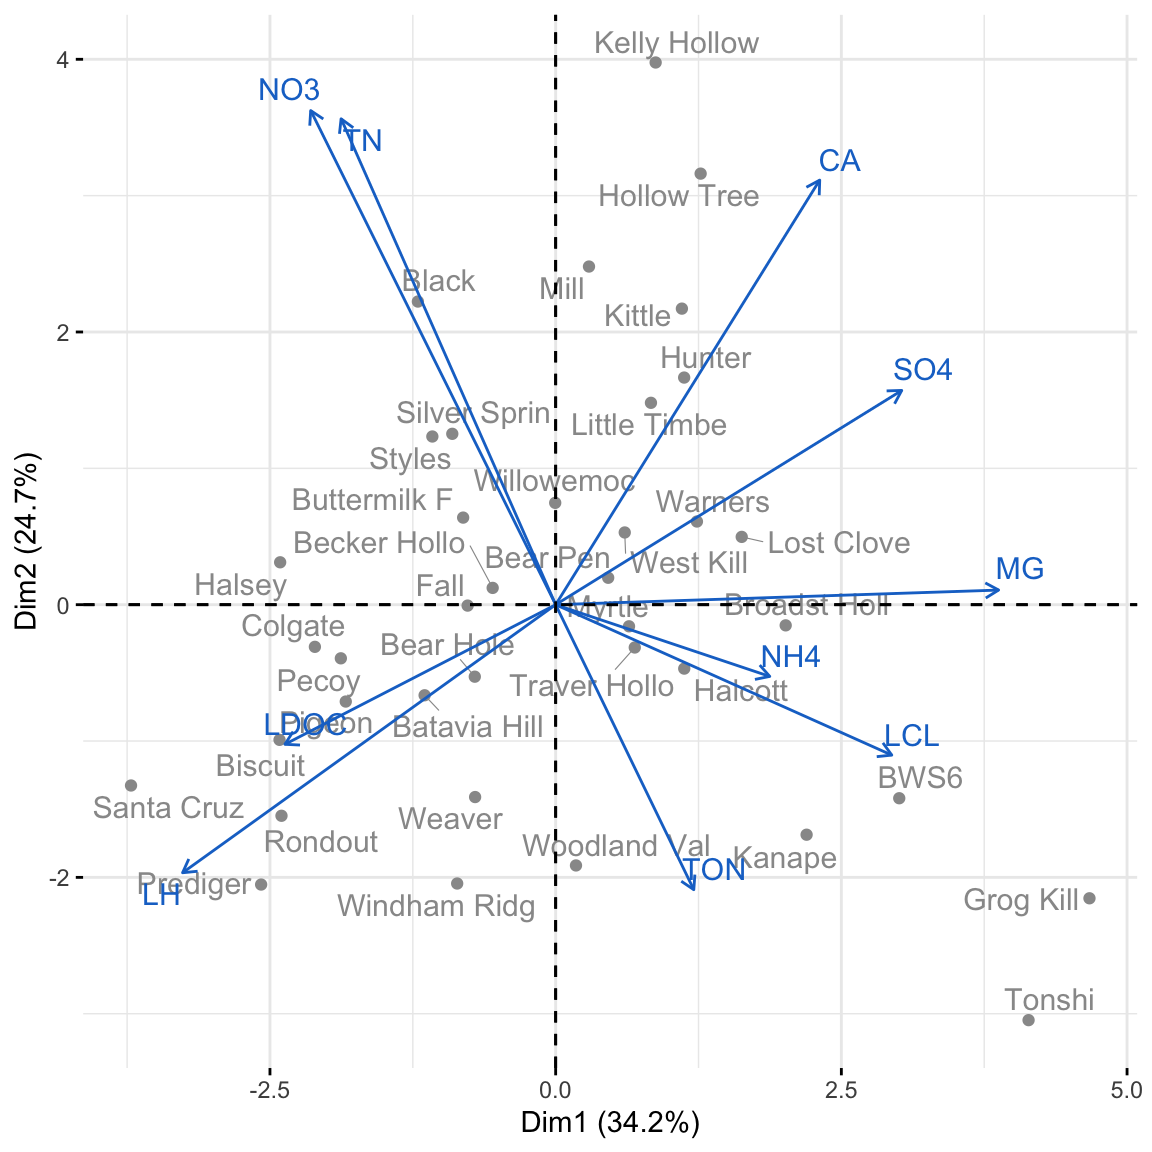 Kelly Hollow
4
NO3
TN
CA
Hollow Tree
Black
Mill
Kittle
2
Hunter
SO4
Silver Sprin
Little Timbe
Styles
Willowemoc
Buttermilk F
Warners
Becker Hollo
Bear Pen
West Kill
Lost Clove
MG
Halsey
Fall
0
Myrtle
Broadst Holl
Colgate
Bear Hole
NH4
Pecoy
Traver Hollo
Halcott
LDOC
Pigeon
Batavia Hill
LCL
Biscuit
BWS6
Santa Cruz
Weaver
Rondout
Woodland Val
Kanape
TON
-2
Prediger
LH
Windham Ridg
Grog Kill
Tonshi
-2.5
0.0
2.5
5.0
Dim1 (34.2%)
Dim2 (24.7%)